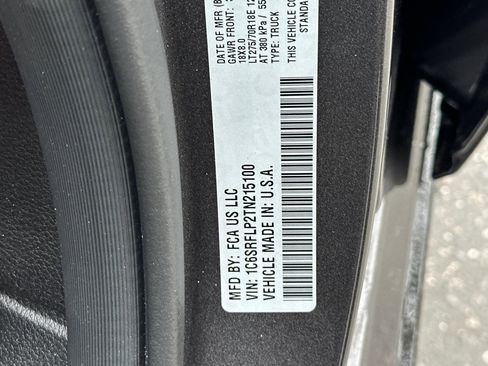 MFD BY: FCA US LLC
VIN: 1C6SRFLP2TN215100
VEHICLE MADE IN: U.S.A.
DATE OF MFR
GAWR FRONT:
18X8.0
LT275/70R18E
AT 380 kPa / 55
TYPE: TRUCK
THIS VEHICLE
STANDA